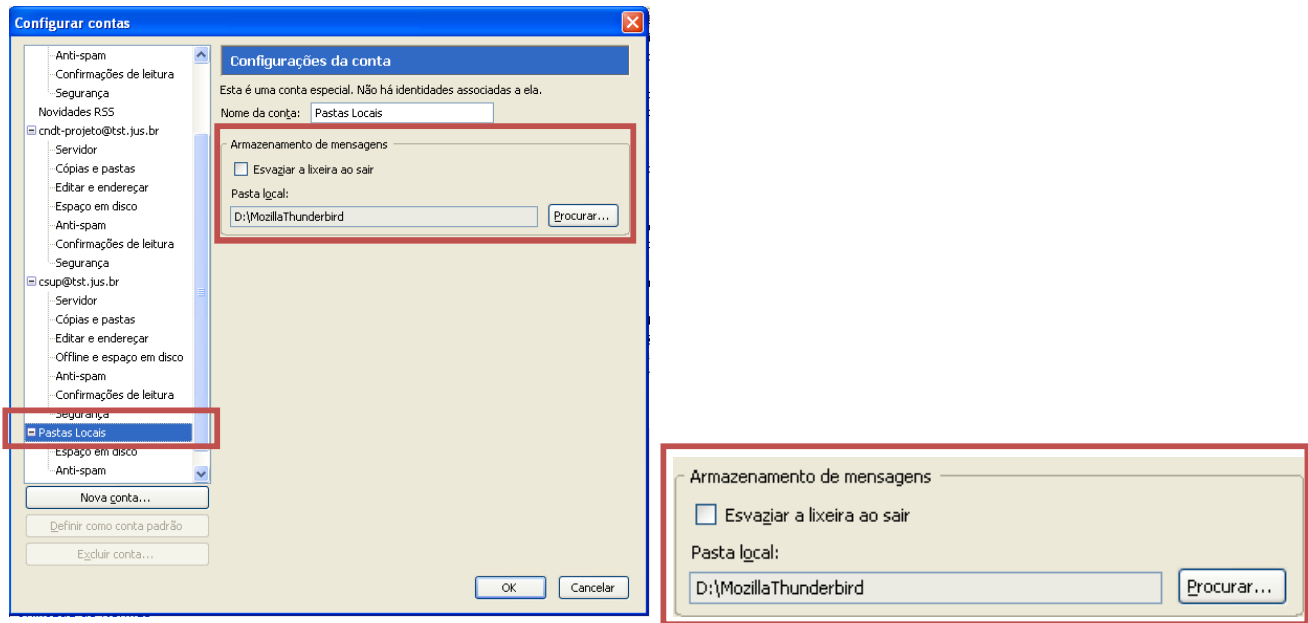 Configurar contas
Anti-spam
Confirmações de leitura
Segurança
Novidades RSS
cndt-projeto@tst.jus.br
Servidor
Cópias e pastas
Editar e endereçar
Espaço em disco
Anti-spam
Confirmações de leitura
Segurança
csup@tst.jus.br
Servidor
Cópias e pastas
Editar e endereçar
Offline e espaço em disco
Anti-spam
Confirmações de leitura
Segurança
Pastas Locais
Espaço em disco
Anti-spam
Nova conta...
Definir como conta padrão
Excluir conta...
Configurações da conta
Esta é uma conta especial. Não há identidades associadas a ela.
Nome da conta: Pastas Locais
Armazenamento de mensagens
Esvaziar a lixeira ao sair
Pasta local:
D:\MozillaThunderbird Procurar...
OK Cancelar
Armazenamento de mensagens
Esvaziar a lixeira ao sair
Pasta local:
D:\MozillaThunderbird Procurar...